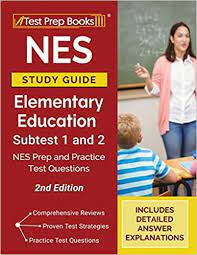 Test Prep Books
NES
STUDY GUIDE
Elementary
Education
Subtest 1 and 2
NES Prep and Practice
Test Questions
2nd Edition
Comprehensive Reviews
Proven Test Strategies
Practice Test Questions
INCLUDES
DETAILED
ANSWER
EXPLANATIONS